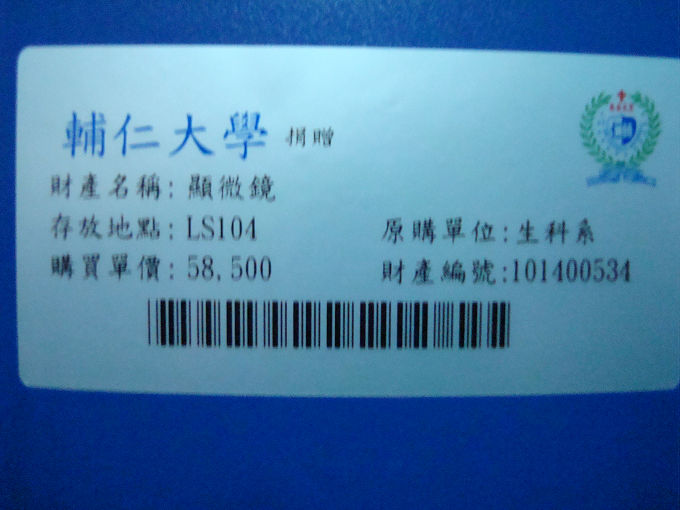 輔仁大學 捐贈
財產名稱: 顯微鏡
存放地點: LS104 原購單位: 生科系
購買單價: 58,500 財產編號:101400534